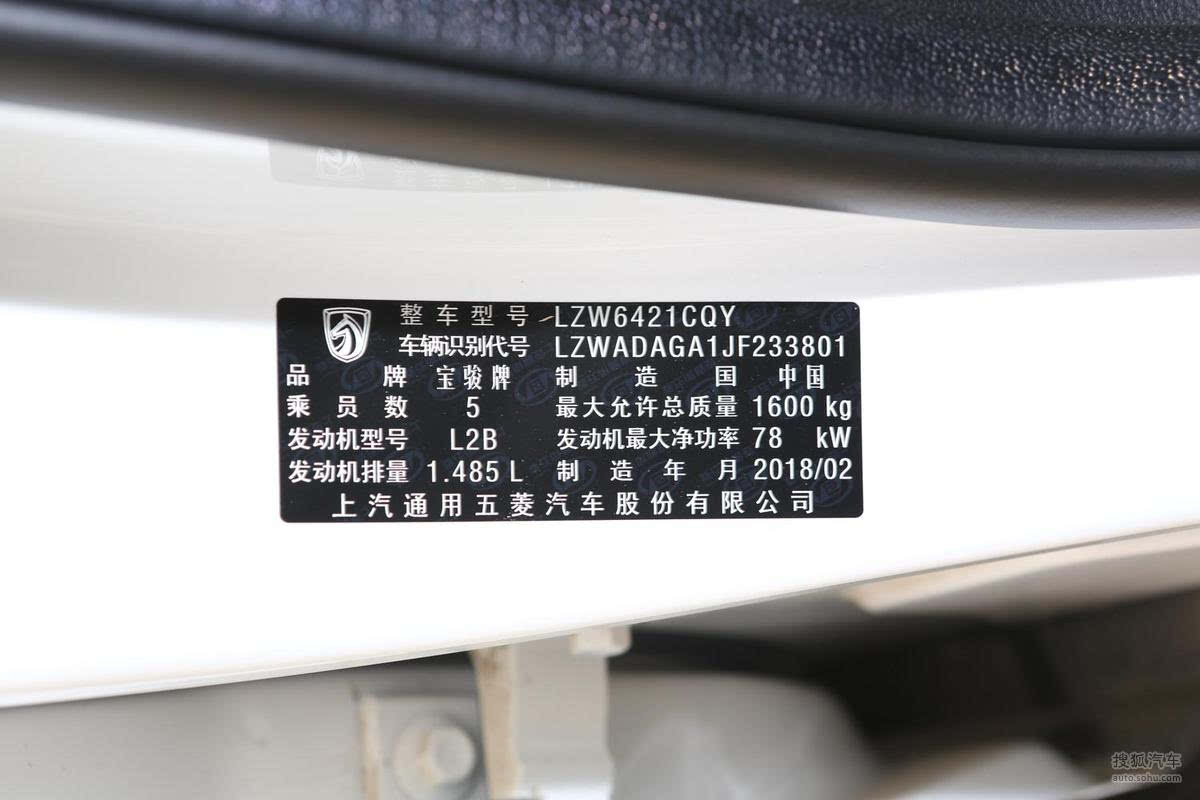 整车型号 LZW6421CQY
车辆识别代号 LZWADAGA1JF233801
品牌 宝骏牌 制造国 中国
乘员数 5 最大允许总质量 1600 kg
发动机型号 L2B 发动机最大净功率 78 kW
发动机排量 1.485 L 制造年月 2018/02
上汽通用五菱汽车股份有限公司
搜狐汽车
auto.sohu.com